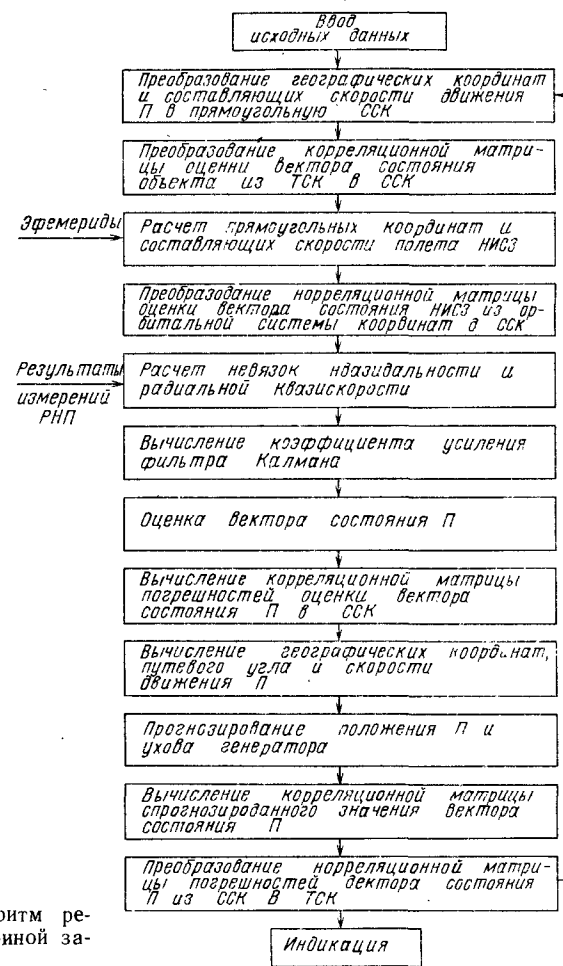 Ввод
исходных данных
Преобразование географических координат
и составляющих скорости движения
П в прямоугольную ССК
Преобразование корреляционной матри-
цы оценки вектора состояния
объекта из ТСК в ССК
Эфемериды
Расчет прямоугольных координат и
составляющих скорости полета НИСЗ
Преобразование корреляционной матрицы
оценки вектора состояния НИСЗ из ор-
битальной системы координат в ССК
Результаты
измерений
РНП
Расчет невязок квазидальности и
радиальной квазискорости
Вычисление коэффициента усиления
фильтра Калмана
Оценка вектора состояния П
Вычисление корреляционной матрицы
погрешностей оценки вектора
состояния П в ССК
Вычисление географических координат,
путевого угла и скорости
движения П
Прогнозирование положения П и
ухова генератора
Вычисление корреляционной матрицы
спрогнозированного значения вектора
состояния П
Преобразование корреляционной матри-
цы погрешностей вектора состояния
П из ССК В ТСК
Индикация
ритм ре-
иной за-